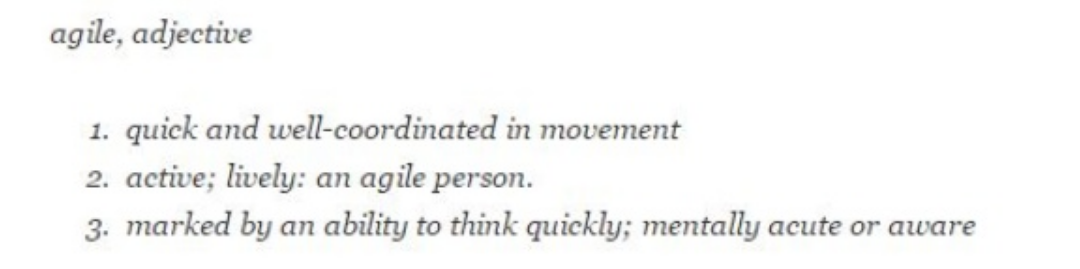 agile, adjective
1. quick and well-coordinated in movement
2. active; lively: an agile person.
3. marked by an ability to think quickly; mentally acute or aware